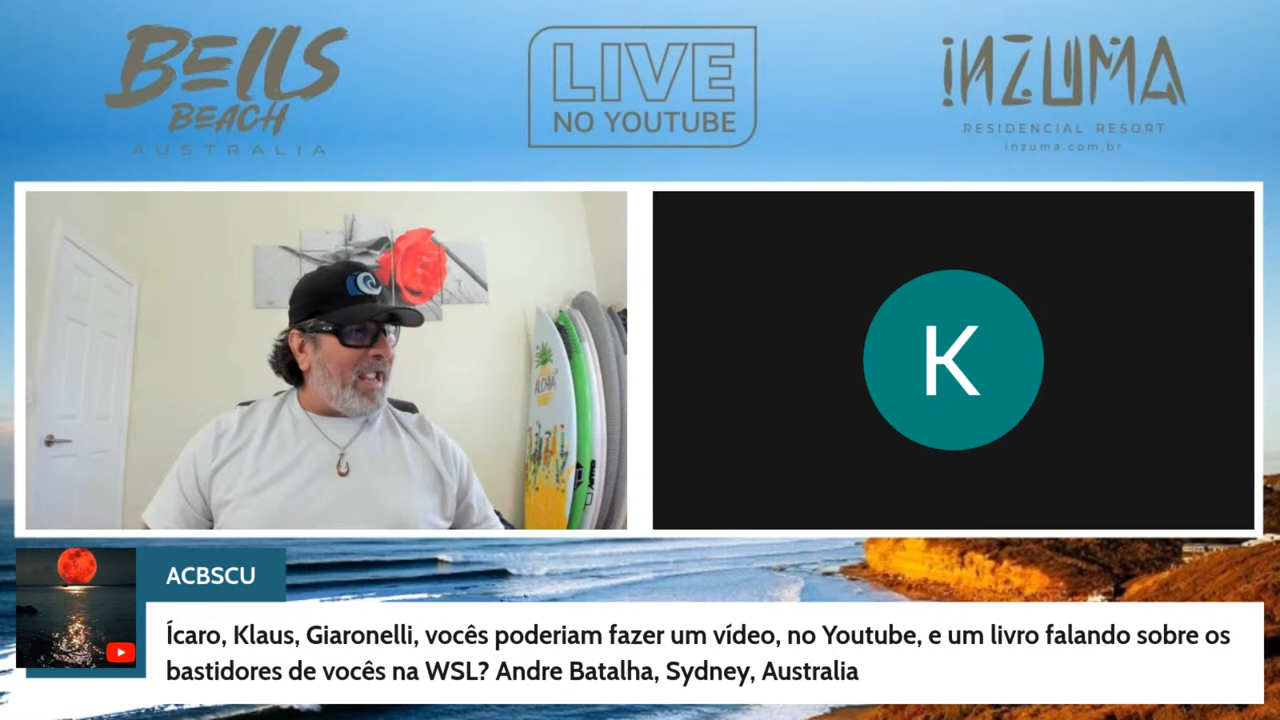 BEllS
BEACH
AUSTRALIA
LIVE
NO YOUTUBE
iNZUMA
RESIDENCIAL RESORT
inzuma.com.br
ALOHA
K
ACBSCU
Ícaro, Klaus, Giaronelli, vocês poderiam fazer um vídeo, no Youtube, e um livro falando sobre os
bastidores de vocês na WSL? Andre Batalha, Sydney, Australia